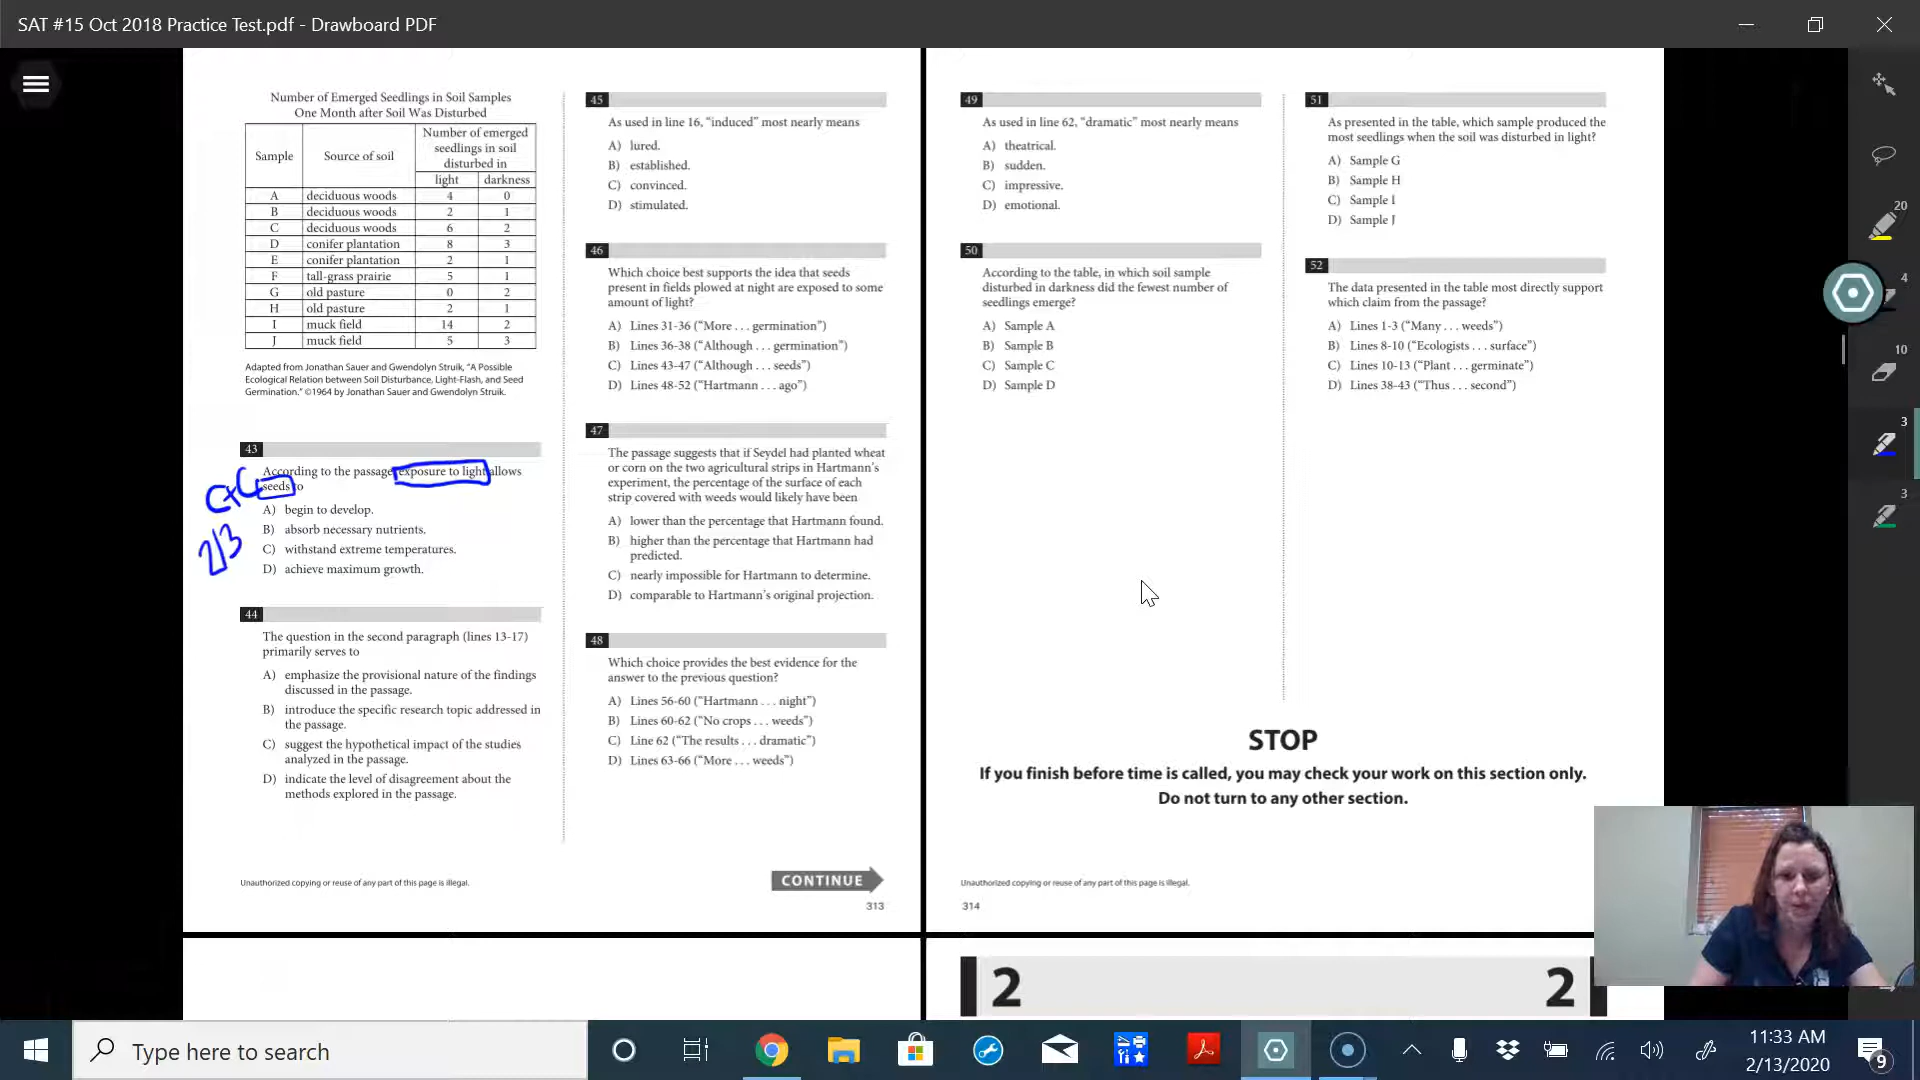 SAT #15 Oct 2018 Practice Test.pdf - Drawboard PDF
Number of Emerged Seedlings in Soil Samples
One Month after Soil Was Disturbed
Sample
Source of soil
Number of emerged
seedlings in soil
disturbed in
light darkness
A deciduous woods 4 0
B deciduous woods 2 1
C deciduous woods 6 2
D conifer plantation 8 3
E conifer plantation 2 1
F tall-grass prairie 5 1
G old pasture 0 2
H old pasture 2 1
I muck field 14 2
J muck field 5 3
Adapted from Jonathan Sauer and Gwendolyn Struik, “A Possible
Ecological Relation between Soil Disturbance, Light-Flash, and Seed
Germination.” ©1964 by Jonathan Sauer and Gwendolyn Struik.
43
According to the passage, exposure to light allows
seeds to
A) begin to develop.
B) absorb necessary nutrients.
C) withstand extreme temperatures.
D) achieve maximum growth.
2/3
44
The question in the second paragraph (lines 13-17)
primarily serves to
A) emphasize the provisional nature of the findings
discussed in the passage.
B) introduce the specific research topic addressed in
the passage.
C) suggest the hypothetical impact of the studies
analyzed in the passage.
D) indicate the level of disagreement about the
methods explored in the passage.
Unauthorized copying or reuse of any part of this page is illegal.
45
As used in line 16, “induced” most nearly means
A) lured.
B) established.
C) convinced.
D) stimulated.
46
Which choice best supports the idea that seeds
present in fields plowed at night are exposed to some
amount of light?
A) Lines 31-36 (“More . . . germination”)
B) Lines 36-38 (“Although . . . germination”)
C) Lines 43-47 (“Although . . . seeds”)
D) Lines 48-52 (“Hartmann . . . ago”)
47
The passage suggests that if Seydel had planted wheat
or corn on the two agricultural strips in Hartmann’s
experiment, the percentage of the surface of each
strip covered with weeds would likely have been
A) lower than the percentage that Hartmann found.
B) higher than the percentage that Hartmann had
predicted.
C) nearly impossible for Hartmann to determine.
D) comparable to Hartmann’s original projection.
48
Which choice provides the best evidence for the
answer to the previous question?
A) Lines 56-60 (“Hartmann . . . night”)
B) Lines 60-62 (“No crops . . . weeds”)
C) Line 62 (“The results . . . dramatic”)
D) Lines 63-66 (“More . . . weeds”)
CONTINUE
313
49
As used in line 62, “dramatic” most nearly means
A) theatrical.
B) sudden.
C) impressive.
D) emotional.
50
According to the table, in which soil sample
disturbed in darkness did the fewest number of
seedlings emerge?
A) Sample A
B) Sample B
C) Sample C
D) Sample D
51
As presented in the table, which sample produced the
most seedlings when the soil was disturbed in light?
A) Sample G
B) Sample H
C) Sample I
D) Sample J
52
The data presented in the table most directly support
which claim from the passage?
A) Lines 1-3 (“Many . . . weeds”)
B) Lines 8-10 (“Ecologists . . . surface”)
C) Lines 10-13 (“Plant . . . germinate”)
D) Lines 38-43 (“Thus . . . second”)
STOP
If you finish before time is called, you may check your work on this section only.
Do not turn to any other section.
Unauthorized copying or reuse of any part of this page is illegal.
314
2 2
20
4
10
3
3
Type here to search
11:33 AM
2/13/2020
9